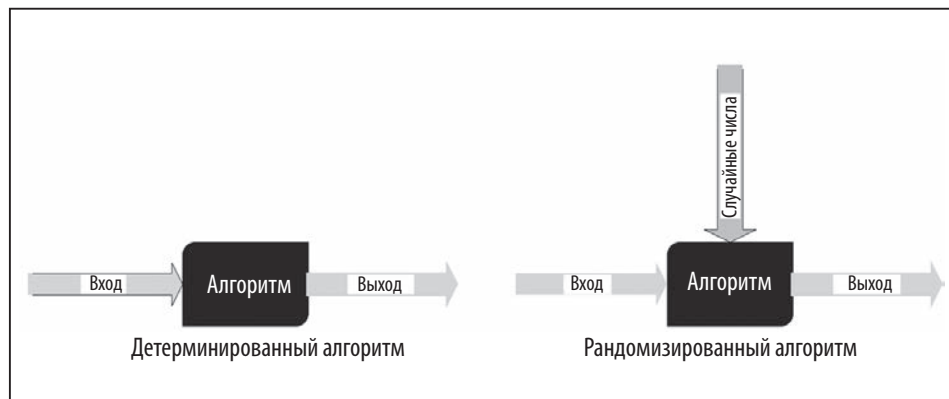 Случайные числа
Вход
Алгоритм
Выход
Вход
Алгоритм
Выход
Детерминированный алгоритм
Рандомизированный алгоритм